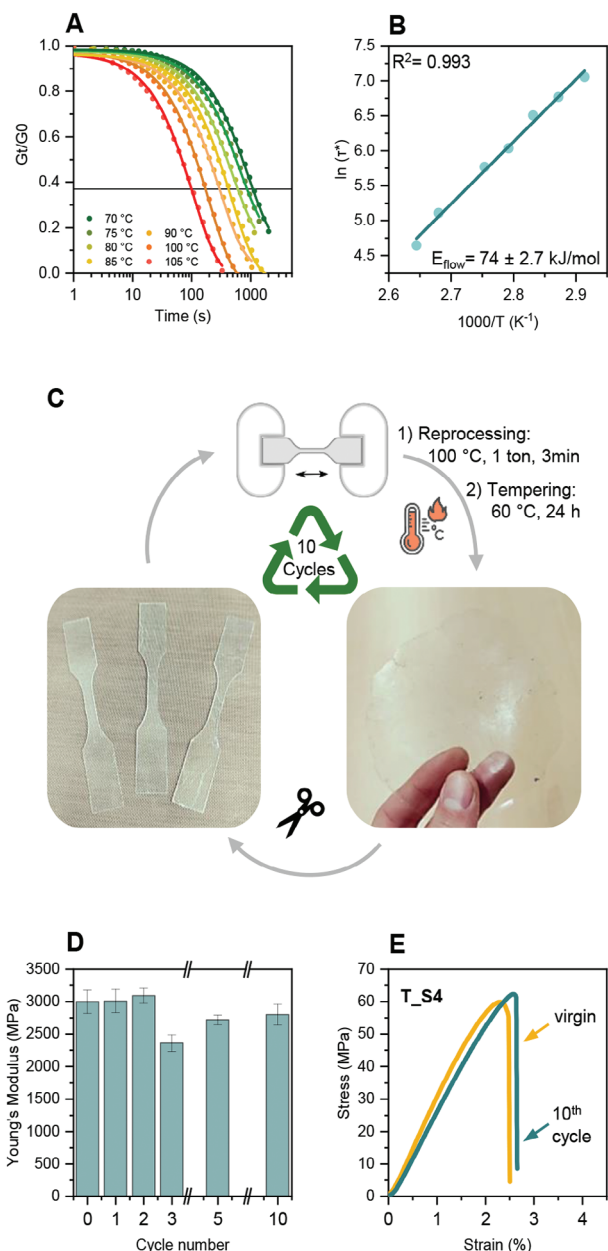 A
Gt/G0
1.0
0.8
0.6
0.4
0.2
0.0
70 °C
75 °C
80 °C
85 °C
90 °C
100 °C
105 °C
1 10 100 1000
Time (s)
B
ln (τ*)
7.5
7.0
6.5
6.0
5.5
5.0
4.5
R²= 0.993
E_flow= 74 ± 2.7 kJ/mol
2.6 2.7 2.8 2.9
1000/T (K⁻¹)
C
1) Reprocessing:
100 °C, 1 ton, 3min
2) Tempering:
60 °C, 24 h
°C
10
Cycles
D
Young's Modulus (MPa)
3500
3000
2500
2000
1500
1000
500
0
0 1 2 3 5 10
Cycle number
E
Stress (MPa)
70
60
50
40
30
20
10
0
T_S4
virgin
10th
cycle
0 1 2 3 4
Strain (%)